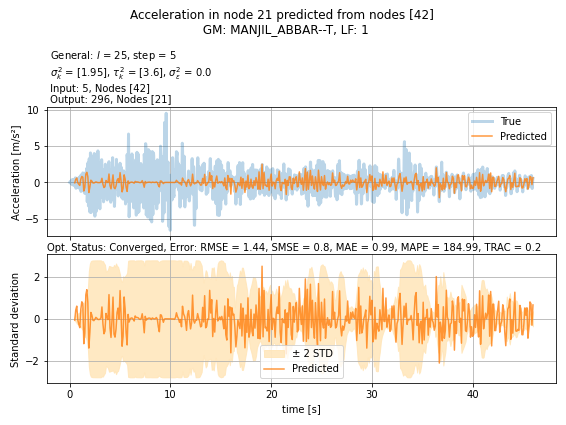 Acceleration in node 21 predicted from nodes [42]
GM: MANJIL_ABBAR--T, LF: 1
General: l = 25, step = 5
σ²ₖ = [1.95], τ²ₖ = [3.6], σ²ε = 0.0
Input: 5, Nodes [42]
Output: 296, Nodes [21]
Acceleration [m/s²]
10
5
0
−5
True
Predicted
Opt. Status: Converged, Error: RMSE = 1.44, SMSE = 0.8, MAE = 0.99, MAPE = 184.99, TRAC = 0.2
Standard deviation
2
0
−2
± 2 STD
Predicted
0 10 20 30 40
time [s]